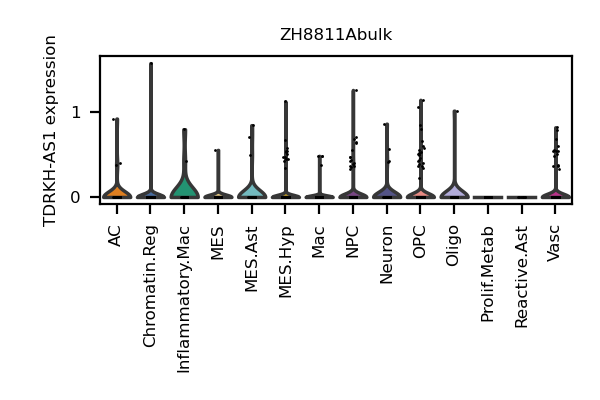 ZH8811Abulk
TDRKH-AS1 expression
1
0
AC
Chromatin.Reg
Inflammatory.Mac
MES
MES.Ast
MES.Hyp
Mac
NPC
Neuron
OPC
Oligo
Prolif.Metab
Reactive.Ast
Vasc